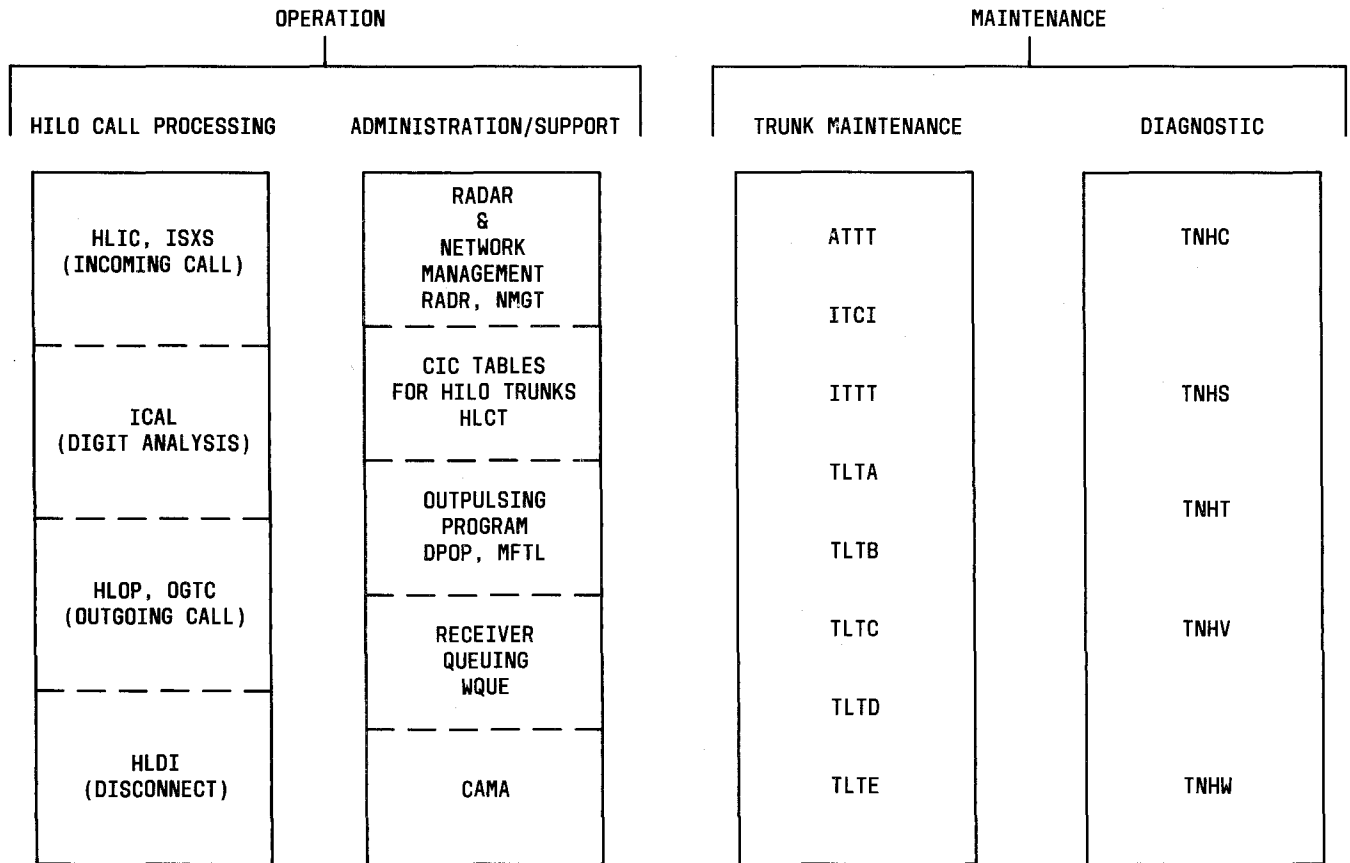 OPERATION
MAINTENANCE
HILO CALL PROCESSING
ADMINISTRATION/SUPPORT
TRUNK MAINTENANCE
DIAGNOSTIC
HLIC, ISXS
(INCOMING CALL)
ICAL
(DIGIT ANALYSIS)
HLOP, OGTC
(OUTGOING CALL)
HLDI
(DISCONNECT)
RADAR
&
NETWORK
MANAGEMENT
RADR, NMGT
CIC TABLES
FOR HILO TRUNKS
HLCT
OUTPULSING
PROGRAM
DPOP, MFTL
RECEIVER
QUEUING
WQUE
CAMA
ATTT
ITCI
ITTT
TLTA
TLTB
TLTC
TLTD
TLTE
TNHC
TNHS
TNHT
TNHV
TNHW